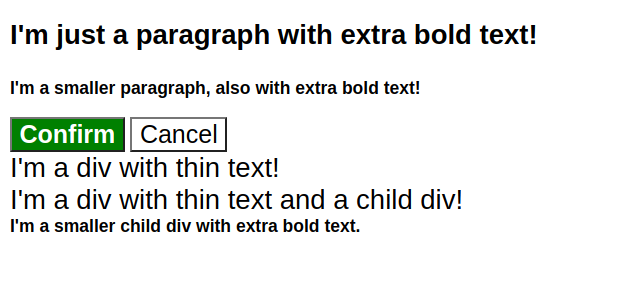 I'm just a paragraph with extra bold text!
I'm a smaller paragraph, also with extra bold text!
Confirm Cancel
I'm a div with thin text!
I'm a div with thin text and a child div!
I'm a smaller child div with extra bold text.